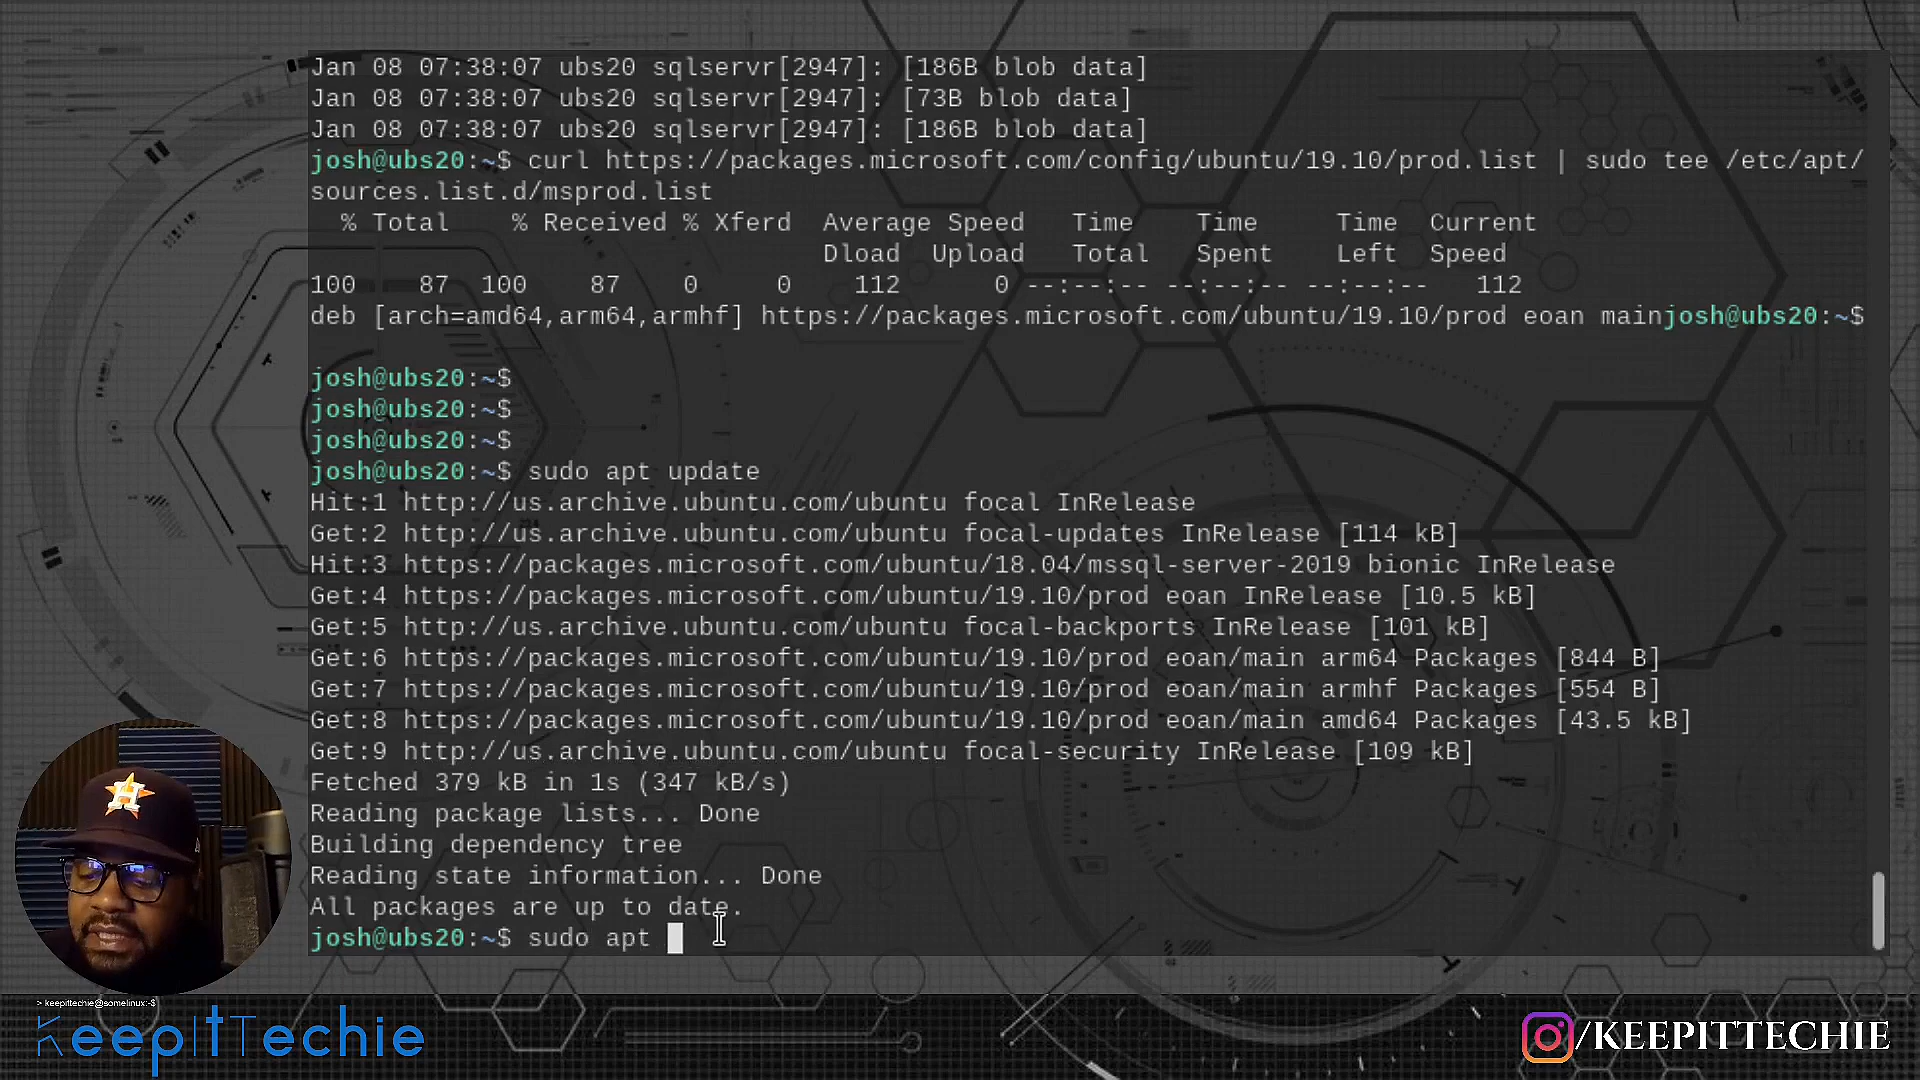 Jan 08 07:38:07 ubs20 sqlservr[2947]: [186B blob data]
Jan 08 07:38:07 ubs20 sqlservr[2947]: [73B blob data]
Jan 08 07:38:07 ubs20 sqlservr[2947]: [186B blob data]
josh@ubs20:~$ curl https://packages.microsoft.com/config/ubuntu/19.10/prod.list | sudo tee /etc/apt/
sources.list.d/msprod.list
% Total % Received % Xferd Average Speed Time Time Time Current
Dload Upload Total Spent Left Speed
100 87 100 87 0 0 112 0 --:--:-- --:--:-- --:--:-- 112
deb [arch=amd64,arm64,armhf] https://packages.microsoft.com/ubuntu/19.10/prod eoan mainjosh@ubs20:~$
josh@ubs20:~$
josh@ubs20:~$
josh@ubs20:~$
josh@ubs20:~$ sudo apt update
Hit:1 http://us.archive.ubuntu.com/ubuntu focal InRelease
Get:2 http://us.archive.ubuntu.com/ubuntu focal-updates InRelease [114 kB]
Hit:3 https://packages.microsoft.com/ubuntu/18.04/mssql-server-2019 bionic InRelease
Get:4 https://packages.microsoft.com/ubuntu/19.10/prod eoan InRelease [10.5 kB]
Get:5 http://us.archive.ubuntu.com/ubuntu focal-backports InRelease [101 kB]
Get:6 https://packages.microsoft.com/ubuntu/19.10/prod eoan/main arm64 Packages [844 B]
Get:7 https://packages.microsoft.com/ubuntu/19.10/prod eoan/main armhf Packages [554 B]
Get:8 https://packages.microsoft.com/ubuntu/19.10/prod eoan/main amd64 Packages [43.5 kB]
Get:9 http://us.archive.ubuntu.com/ubuntu focal-security InRelease [109 kB]
Fetched 379 kB in 1s (347 kB/s)
Reading package lists... Done
Building dependency tree
Reading state information... Done
All packages are up to date.
josh@ubs20:~$ sudo apt
H
> keepittechie@somelinux:~$
KeepItTechie
/KEEPITTECHIE